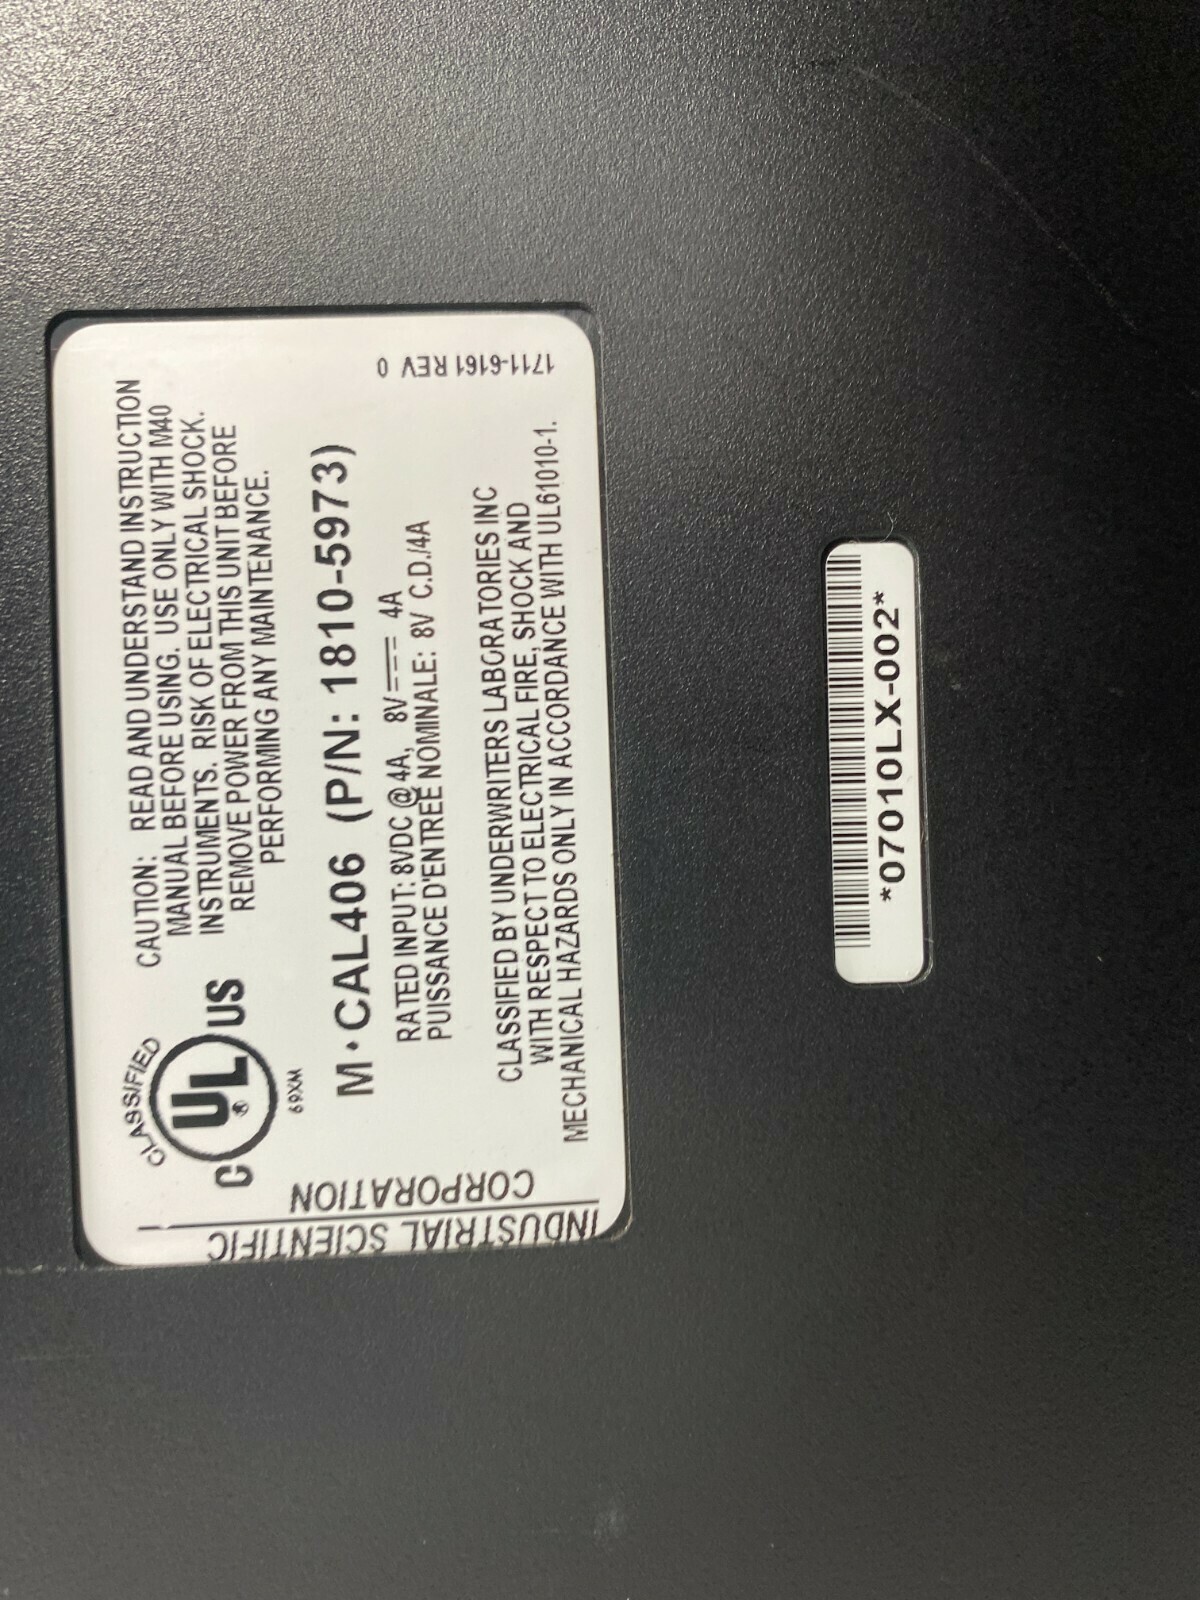 CLASSIFIED
C UL US
®
69XM
CAUTION: READ AND UNDERSTAND INSTRUCTION
MANUAL BEFORE USING. USE ONLY WITH M40
INSTRUMENTS. RISK OF ELECTRICAL SHOCK.
REMOVE POWER FROM THIS UNIT BEFORE
PERFORMING ANY MAINTENANCE.
M·CAL406 (P/N: 1810-5973)
RATED INPUT: 8VDC @ 4A, 8V⎓ 4A
PUISSANCE D'ENTRÉE NOMINALE: 8V C.D./4A
CLASSIFIED BY UNDERWRITERS LABORATORIES INC
WITH RESPECT TO ELECTRICAL FIRE, SHOCK AND
MECHANICAL HAZARDS ONLY IN ACCORDANCE WITH UL61010-1.
INDUSTRIAL SCIENTIFIC
CORPORATION
1711-6161 REV 0
*07010LX-002*